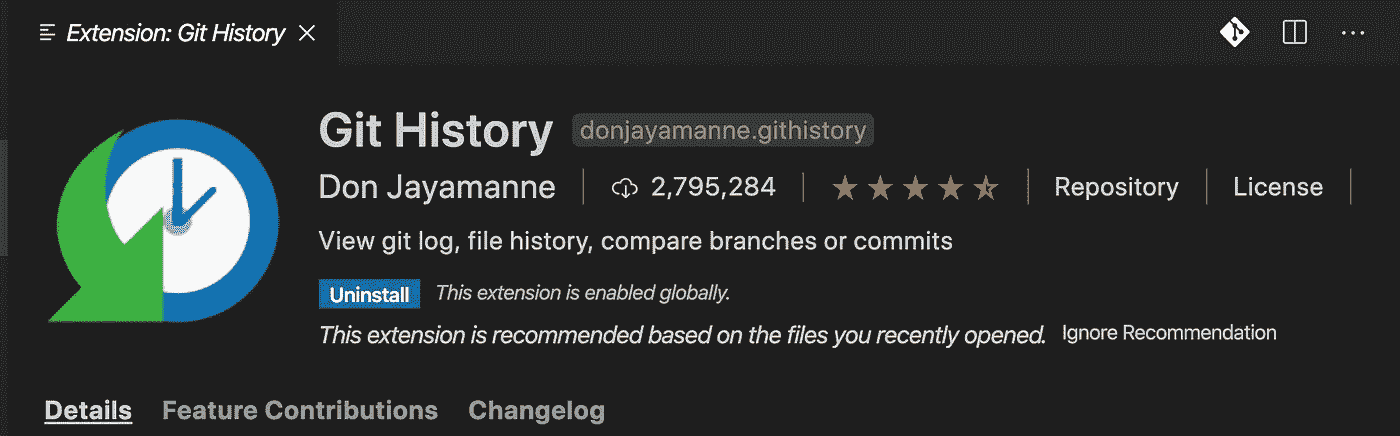 Extension: Git History
Git History donjayamanne.githistory
Don Jayamanne 2,795,284 Repository License
View git log, file history, compare branches or commits
Uninstall This extension is enabled globally.
This extension is recommended based on the files you recently opened. Ignore Recommendation
Details Feature Contributions Changelog